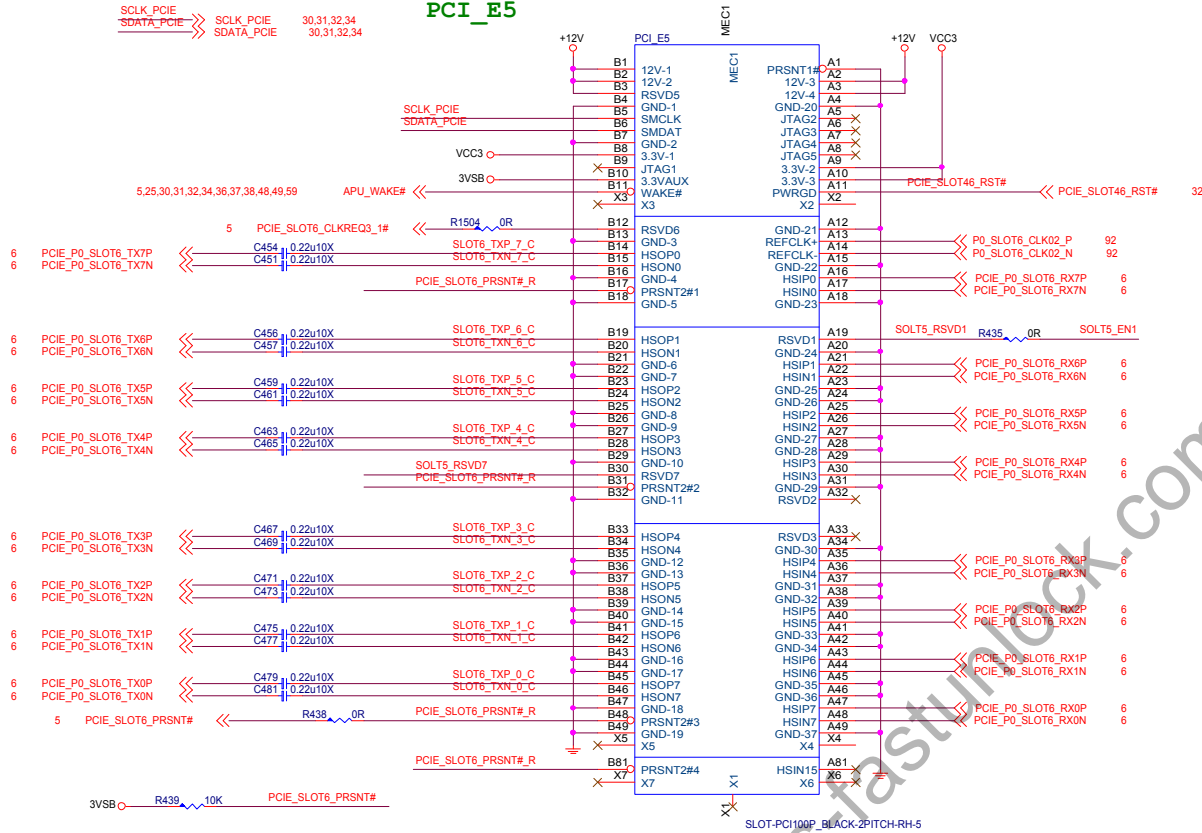 PCI_E5
SCLK_PCIE SCLK_PCIE 30,31,32,34
SDATA_PCIE SDATA_PCIE 30,31,32,34
MEC1
+12V PCI_E5 +12V VCC3
MEC1
B1 12V-1 PRSNT1# A1
B2 12V-2 12V-3 A2
B3 RSVD5 12V-4 A3
B4 GND-1 GND-20 A4
SCLK_PCIE B5 SMCLK JTAG2 A5
SDATA_PCIE B6 SMDAT JTAG3 A6
B7 GND-2 JTAG4 A7
VCC3 B8 3.3V-1 JTAG5 A8
B9 JTAG1 3.3V-2 A9
3VSB B10 3.3VAUX 3.3V-3 A10
5,25,30,31,32,34,36,37,38,48,49,59 APU_WAKE# B11 WAKE# PWRGD A11 PCIE_SLOT46_RST# PCIE_SLOT46_RST# 32
X3 X3 X2 X2
5 PCIE_SLOT6_CLKREQ3_1# R1504 0R B12 RSVD6 GND-21 A12
B13 GND-3 REFCLK+ A13 P0_SLOT6_CLK02_P 92
6 PCIE_P0_SLOT6_TX7P C454 0.22u10X SLOT6_TXP_7_C B14 HSOP0 REFCLK- A14 P0_SLOT6_CLK02_N 92
6 PCIE_P0_SLOT6_TX7N C451 0.22u10X SLOT6_TXN_7_C B15 HSON0 GND-22 A15
B16 GND-4 HSIP0 A16 PCIE_P0_SLOT6_RX7P 6
PCIE_SLOT6_PRSNT#_R B17 PRSNT2#1 HSIN0 A17 PCIE_P0_SLOT6_RX7N 6
B18 GND-5 GND-23 A18
6 PCIE_P0_SLOT6_TX6P C456 0.22u10X SLOT6_TXP_6_C B19 HSOP1 RSVD1 A19 SOLT5_RSVD1 R435 0R SOLT5_EN1
6 PCIE_P0_SLOT6_TX6N C457 0.22u10X SLOT6_TXN_6_C B20 HSON1 GND-24 A20
B21 GND-6 HSIP1 A21 PCIE_P0_SLOT6_RX6P 6
B22 GND-7 HSIN1 A22 PCIE_P0_SLOT6_RX6N 6
6 PCIE_P0_SLOT6_TX5P C459 0.22u10X SLOT6_TXP_5_C B23 HSOP2 GND-25 A23
6 PCIE_P0_SLOT6_TX5N C461 0.22u10X SLOT6_TXN_5_C B24 HSON2 GND-26 A24
B25 GND-8 HSIP2 A25 PCIE_P0_SLOT6_RX5P 6
B26 GND-9 HSIN2 A26 PCIE_P0_SLOT6_RX5N 6
6 PCIE_P0_SLOT6_TX4P C463 0.22u10X SLOT6_TXP_4_C B27 HSOP3 GND-27 A27
6 PCIE_P0_SLOT6_TX4N C465 0.22u10X SLOT6_TXN_4_C B28 HSON3 GND-28 A28
B29 GND-10 HSIP3 A29 PCIE_P0_SLOT6_RX4P 6
SOLT5_RSVD7 B30 RSVD7 HSIN3 A30 PCIE_P0_SLOT6_RX4N 6
PCIE_SLOT6_PRSNT#_R B31 PRSNT2#2 GND-29 A31
B32 GND-11 RSVD2 A32
6 PCIE_P0_SLOT6_TX3P C467 0.22u10X SLOT6_TXP_3_C B33 HSOP4 RSVD3 A33
6 PCIE_P0_SLOT6_TX3N C469 0.22u10X SLOT6_TXN_3_C B34 HSON4 GND-30 A34
B35 GND-12 HSIP4 A35 PCIE_P0_SLOT6_RX3P 6
B36 GND-13 HSIN4 A36 PCIE_P0_SLOT6_RX3N 6
6 PCIE_P0_SLOT6_TX2P C471 0.22u10X SLOT6_TXP_2_C B37 HSOP5 GND-31 A37
6 PCIE_P0_SLOT6_TX2N C473 0.22u10X SLOT6_TXN_2_C B38 HSON5 GND-32 A38
B39 GND-14 HSIP5 A39 PCIE_P0_SLOT6_RX2P 6
B40 GND-15 HSIN5 A40 PCIE_P0_SLOT6_RX2N 6
6 PCIE_P0_SLOT6_TX1P C475 0.22u10X SLOT6_TXP_1_C B41 HSOP6 GND-33 A41
6 PCIE_P0_SLOT6_TX1N C477 0.22u10X SLOT6_TXN_1_C B42 HSON6 GND-34 A42
B43 GND-16 HSIP6 A43 PCIE_P0_SLOT6_RX1P 6
B44 GND-17 HSIN6 A44 PCIE_P0_SLOT6_RX1N 6
6 PCIE_P0_SLOT6_TX0P C479 0.22u10X SLOT6_TXP_0_C B45 HSOP7 GND-35 A45
6 PCIE_P0_SLOT6_TX0N C481 0.22u10X SLOT6_TXN_0_C B46 HSON7 GND-36 A46
B47 GND-18 HSIP7 A47 PCIE_P0_SLOT6_RX0P 6
5 PCIE_SLOT6_PRSNT# R438 0R PCIE_SLOT6_PRSNT#_R B48 PRSNT2#3 HSIN7 A48 PCIE_P0_SLOT6_RX0N 6
B49 GND-19 GND-37 A49
X5 X5 X4 X4
PCIE_SLOT6_PRSNT#_R B81 PRSNT2#4 HSIN15 A81
X7 X7 X1 X6 X6
3VSB R439 10K PCIE_SLOT6_PRSNT# X1
SLOT-PCI100P_BLACK-2PITCH-RH-5
fastunlock.com